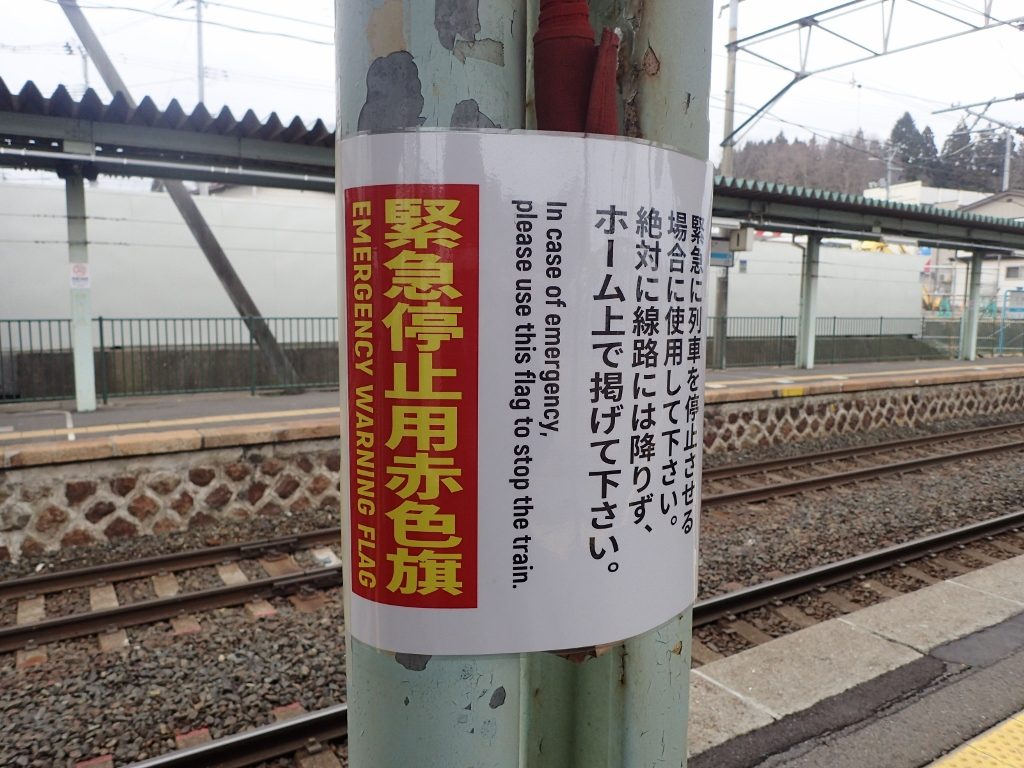 緊急に列車を停止させる
場合に使用して下さい。
絶対に線路には降りず、
ホーム上で掲げて下さい。
In case of emergency,
please use this flag to stop the train.
緊急停止用赤色旗
EMERGENCY WARNING FLAG